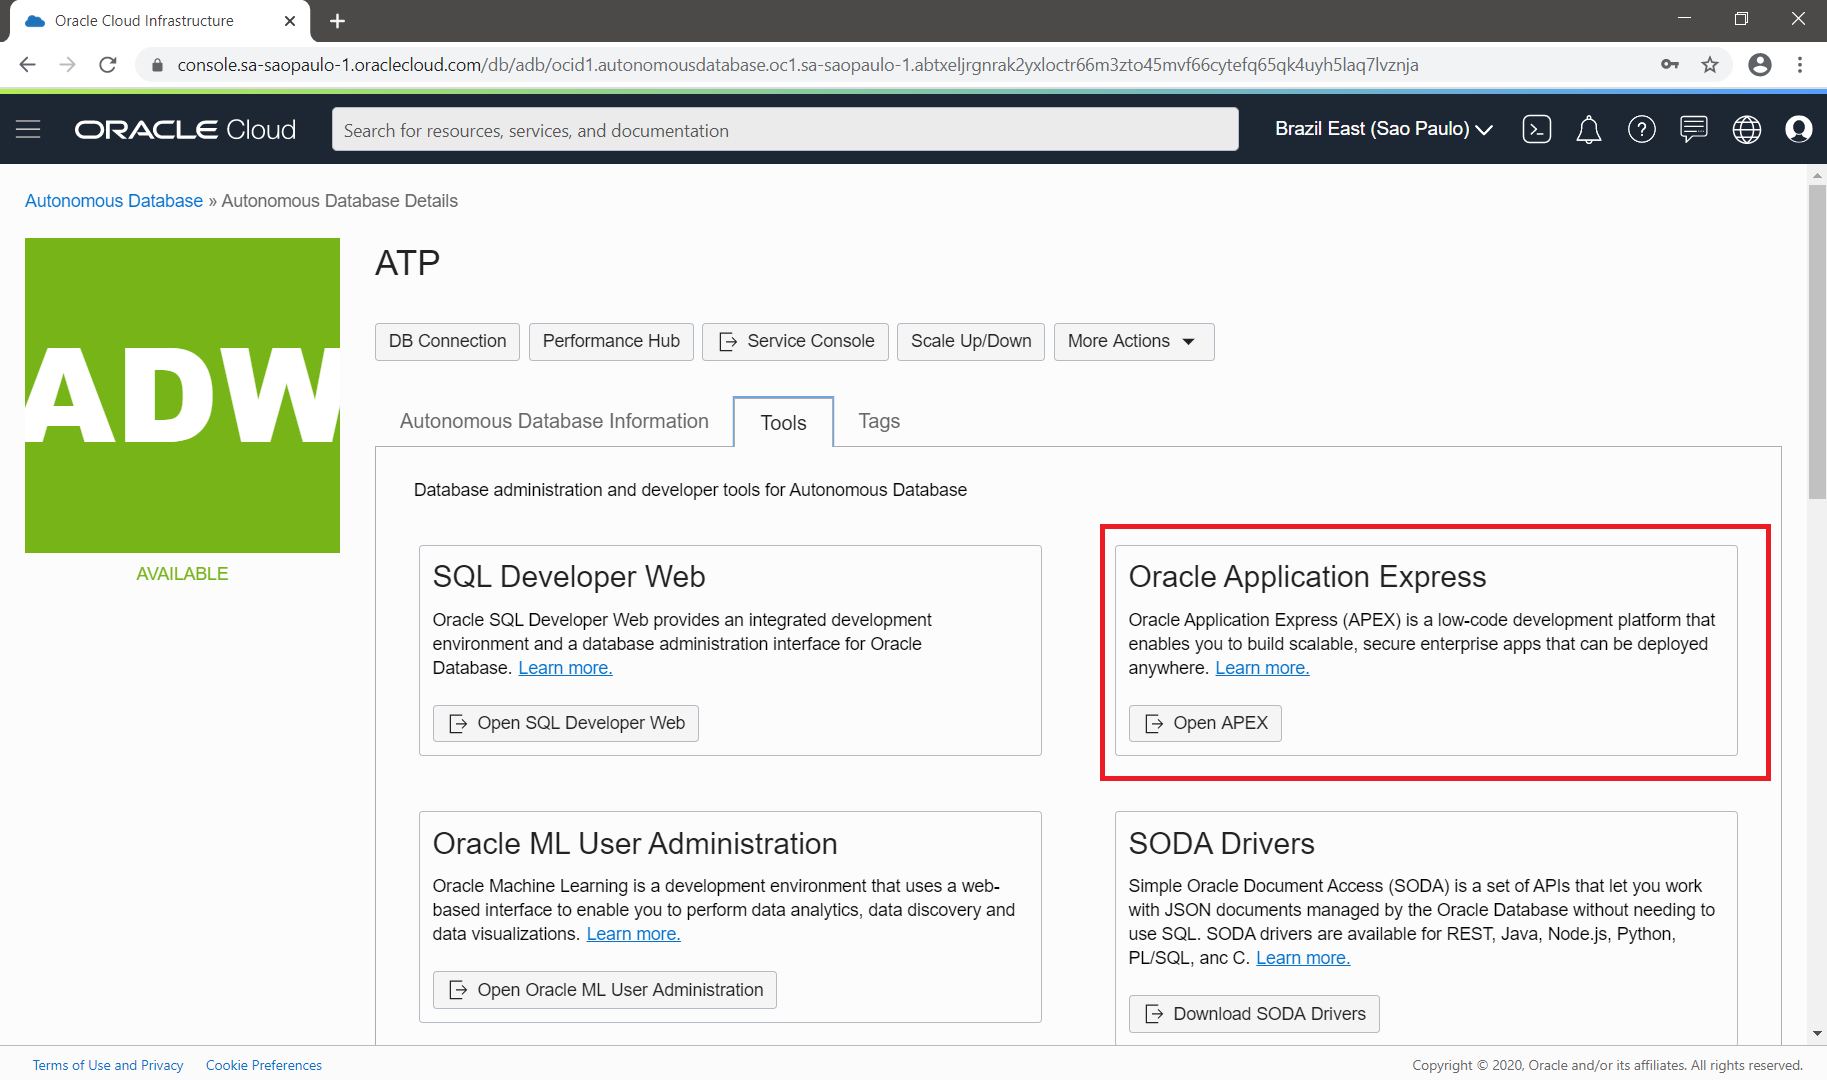 Oracle Cloud Infrastructure
console.sa-saopaulo-1.oraclecloud.com/db/adb/ocid1.autonomousdatabase.oc1.sa-saopaulo-1.abtxeljrgnrak2yxloctr66m3zto45mvf66cytefq65qk4uyh5laq7lvznja
ORACLE Cloud
Search for resources, services, and documentation
Brazil East (Sao Paulo)
Autonomous Database » Autonomous Database Details
ADW
AVAILABLE
ATP
DB Connection
Performance Hub
Service Console
Scale Up/Down
More Actions
Autonomous Database Information
Tools
Tags
Database administration and developer tools for Autonomous Database
SQL Developer Web
Oracle SQL Developer Web provides an integrated development
environment and a database administration interface for Oracle
Database. Learn more.
Open SQL Developer Web
Oracle Application Express
Oracle Application Express (APEX) is a low-code development platform that
enables you to build scalable, secure enterprise apps that can be deployed
anywhere. Learn more.
Open APEX
Oracle ML User Administration
Oracle Machine Learning is a development environment that uses a web-
based interface to enable you to perform data analytics, data discovery and
data visualizations. Learn more.
Open Oracle ML User Administration
SODA Drivers
Simple Oracle Document Access (SODA) is a set of APIs that let you work
with JSON documents managed by the Oracle Database without needing to
use SQL. SODA drivers are available for REST, Java, Node.js, Python,
PL/SQL, anc C. Learn more.
Download SODA Drivers
Terms of Use and Privacy
Cookie Preferences
Copyright © 2020, Oracle and/or its affiliates. All rights reserved.